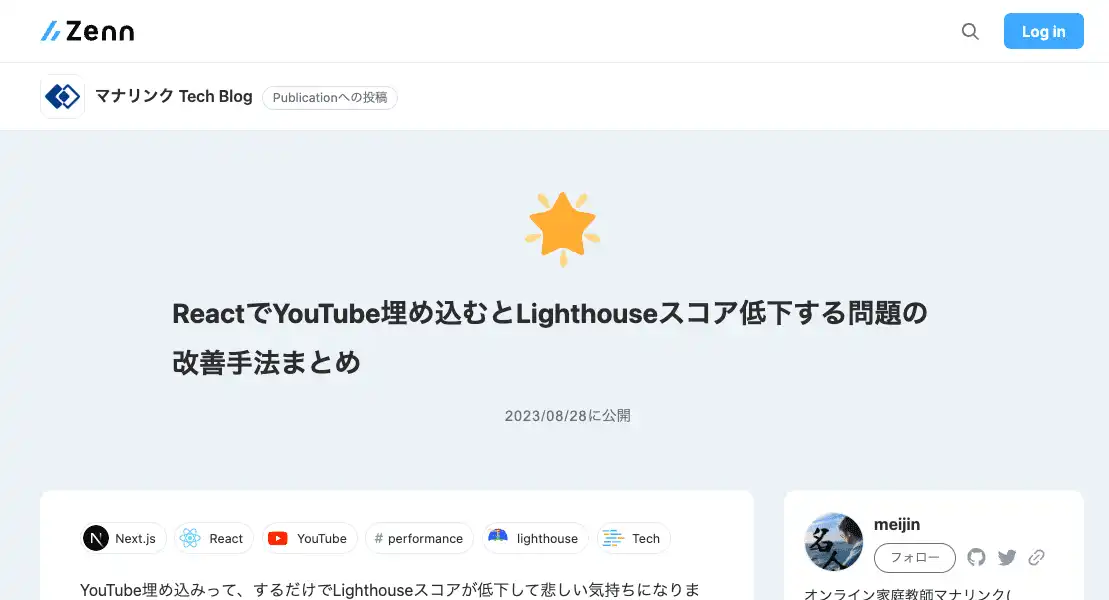 Zenn
Log in
マナリンク Tech Blog
Publicationへの投稿
ReactでYouTube埋め込むとLighthouseスコア低下する問題の
改善手法まとめ
2023/08/28に公開
Next.js
React
YouTube
# performance
lighthouse
Tech
YouTube埋め込みって、するだけでLighthouseスコアが低下して悲しい気持ちになりま
meijin
フォロー
オンライン家庭教師マナリンク(